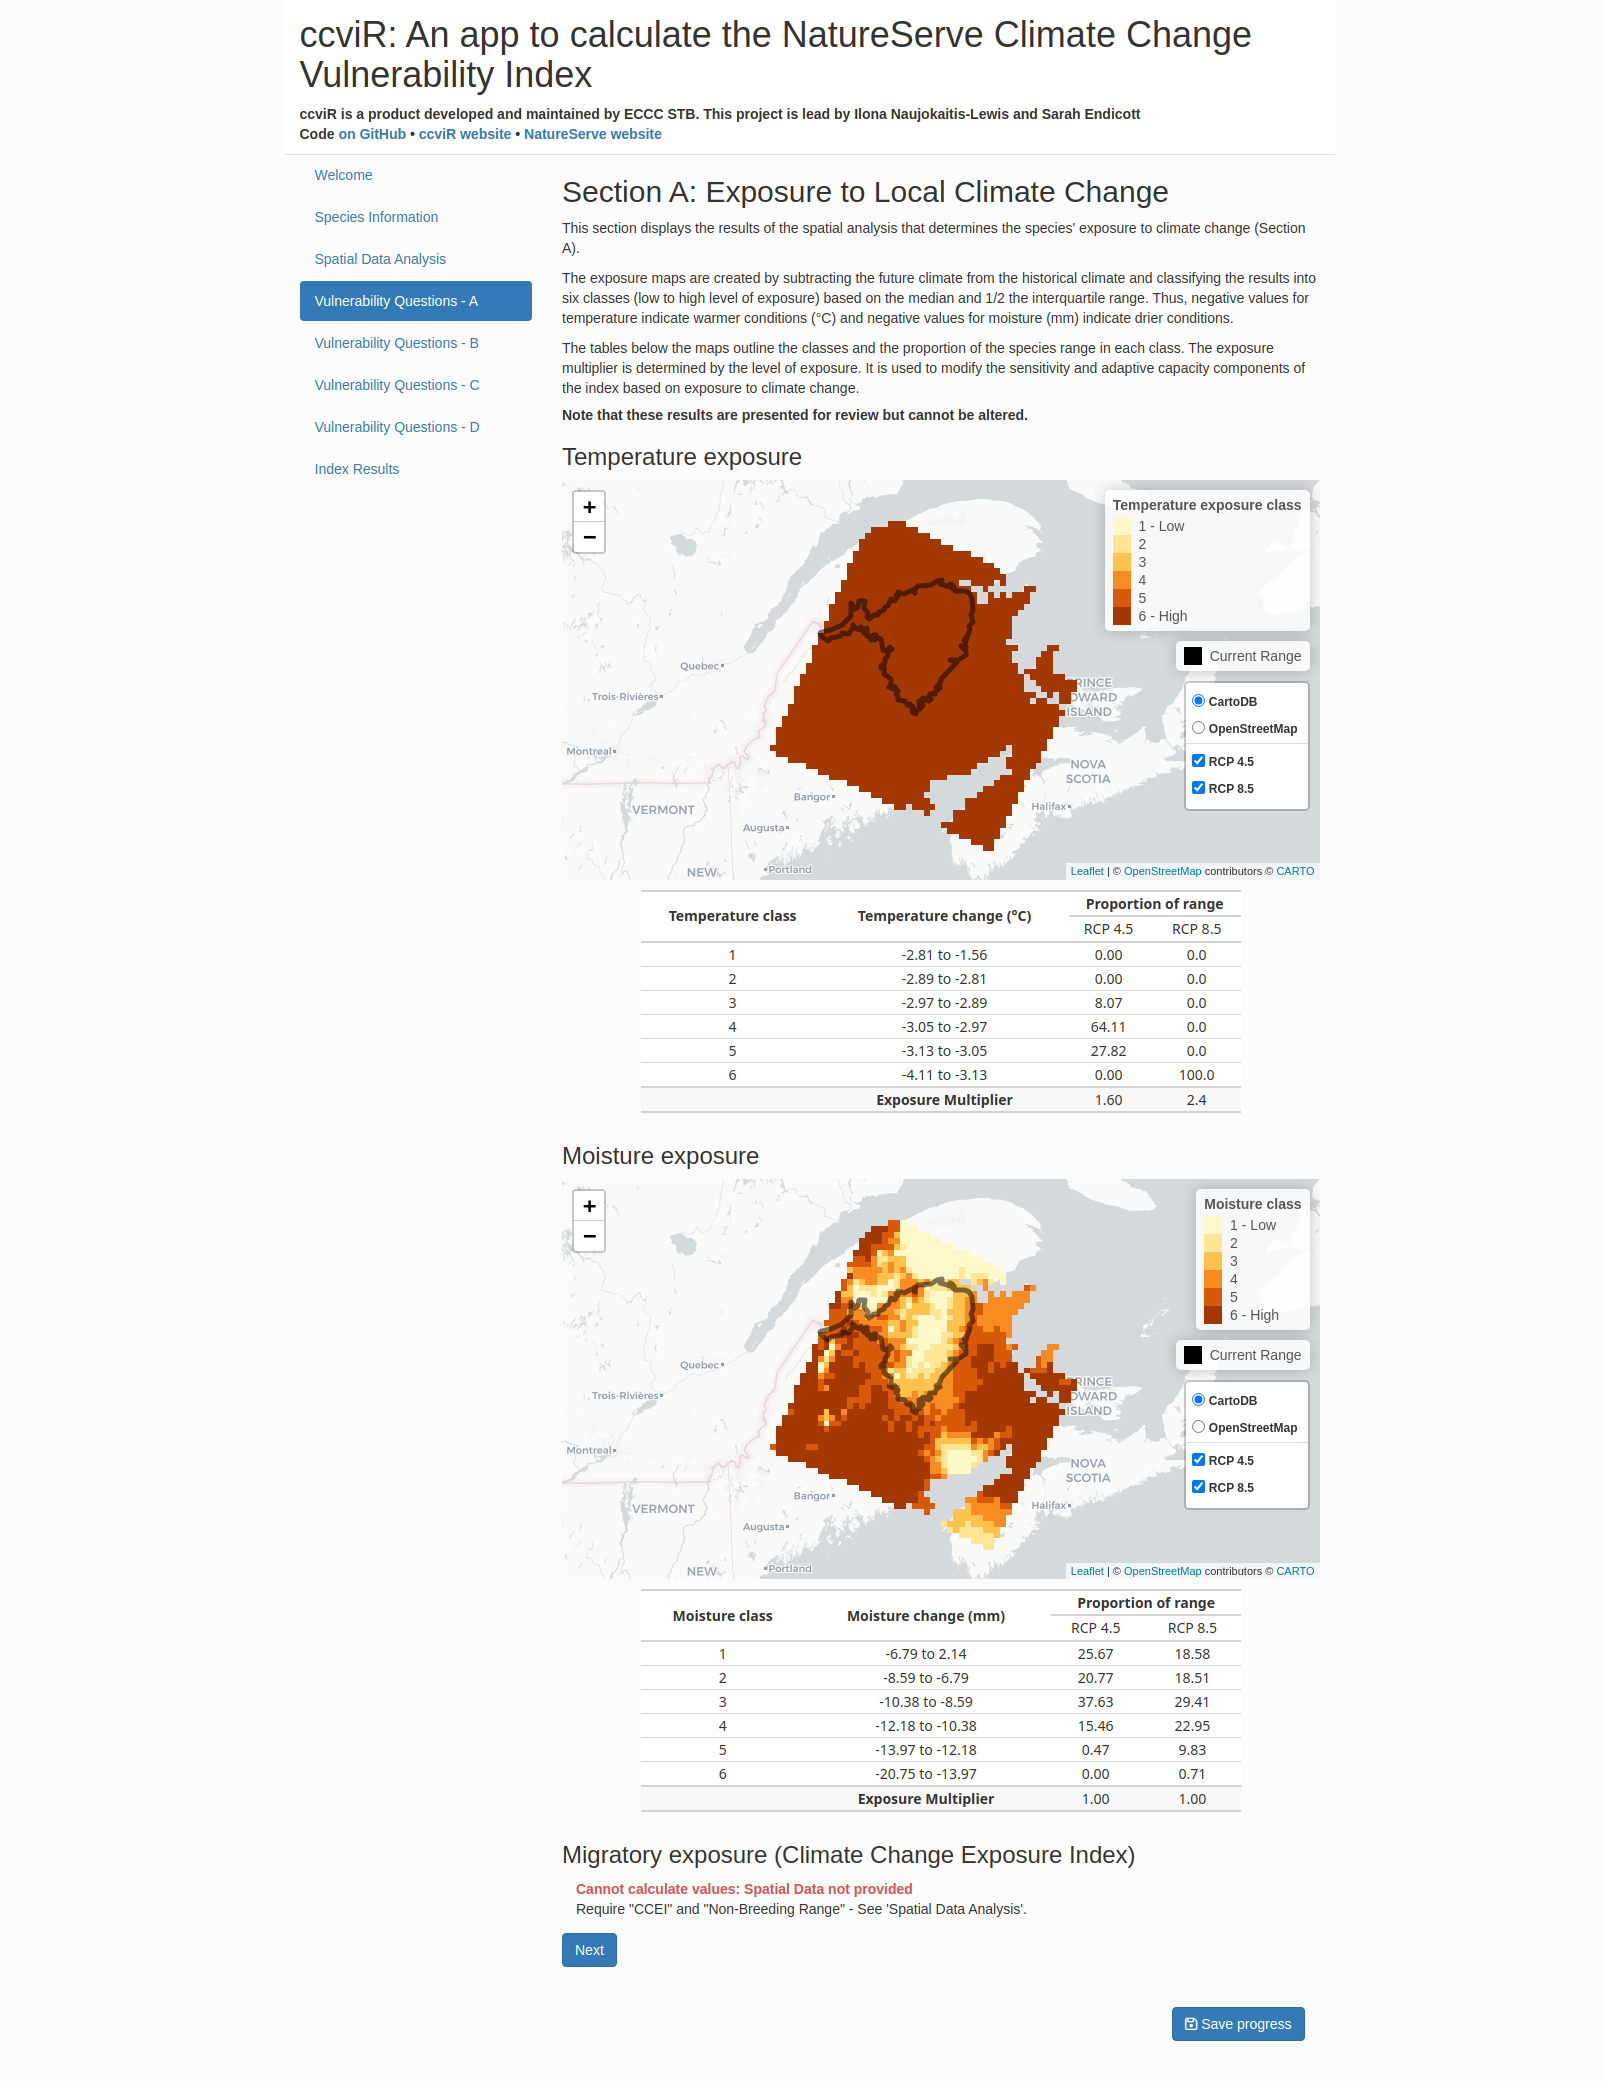 ccviR: An app to calculate the NatureServe Climate Change
Vulnerability Index
ccviR is a product developed and maintained by ECCC STB. This project is lead by Ilona Naujokaitis-Lewis and Sarah Endicott
Code on GitHub • ccviR website • NatureServe website
Welcome
Species Information
Spatial Data Analysis
Vulnerability Questions - A
Vulnerability Questions - B
Vulnerability Questions - C
Vulnerability Questions - D
Index Results
Section A: Exposure to Local Climate Change
This section displays the results of the spatial analysis that determines the species' exposure to climate change (Section
A).
The exposure maps are created by subtracting the future climate from the historical climate and classifying the results into
six classes (low to high level of exposure) based on the median and 1/2 the interquartile range. Thus, negative values for
temperature indicate warmer conditions (°C) and negative values for moisture (mm) indicate drier conditions.
The tables below the maps outline the classes and the proportion of the species range in each class. The exposure
multiplier is determined by the level of exposure. It is used to modify the sensitivity and adaptive capacity components of
the index based on exposure to climate change.
Note that these results are presented for review but cannot be altered.
Temperature exposure
+
−
Temperature exposure class
1 - Low
2
3
4
5
6 - High
Current Range
CartoDB
OpenStreetMap
RCP 4.5
RCP 8.5
Quebec
Trois-Rivières
Montreal
VERMONT
Bangor
Augusta
NEW
Portland
RINCE
DWARD
ISLAND
NOVA
SCOTIA
Halifax
Leaflet | © OpenStreetMap contributors © CARTO
Temperature class Temperature change (°C) Proportion of range
RCP 4.5 RCP 8.5
1 -2.81 to -1.56 0.00 0.0
2 -2.89 to -2.81 0.00 0.0
3 -2.97 to -2.89 8.07 0.0
4 -3.05 to -2.97 64.11 0.0
5 -3.13 to -3.05 27.82 0.0
6 -4.11 to -3.13 0.00 100.0
Exposure Multiplier 1.60 2.4
Moisture exposure
+
−
Moisture class
1 - Low
2
3
4
5
6 - High
Current Range
CartoDB
OpenStreetMap
RCP 4.5
RCP 8.5
Quebec
Trois-Rivières
Montreal
VERMONT
Bangor
Augusta
NEW
Portland
RINCE
DWARD
ISLAND
NOVA
SCOTIA
Halifax
Leaflet | © OpenStreetMap contributors © CARTO
Moisture class Moisture change (mm) Proportion of range
RCP 4.5 RCP 8.5
1 -6.79 to 2.14 25.67 18.58
2 -8.59 to -6.79 20.77 18.51
3 -10.38 to -8.59 37.63 29.41
4 -12.18 to -10.38 15.46 22.95
5 -13.97 to -12.18 0.47 9.83
6 -20.75 to -13.97 0.00 0.71
Exposure Multiplier 1.00 1.00
Migratory exposure (Climate Change Exposure Index)
Cannot calculate values: Spatial Data not provided
Require "CCEI" and "Non-Breeding Range" - See 'Spatial Data Analysis'.
Next
Save progress